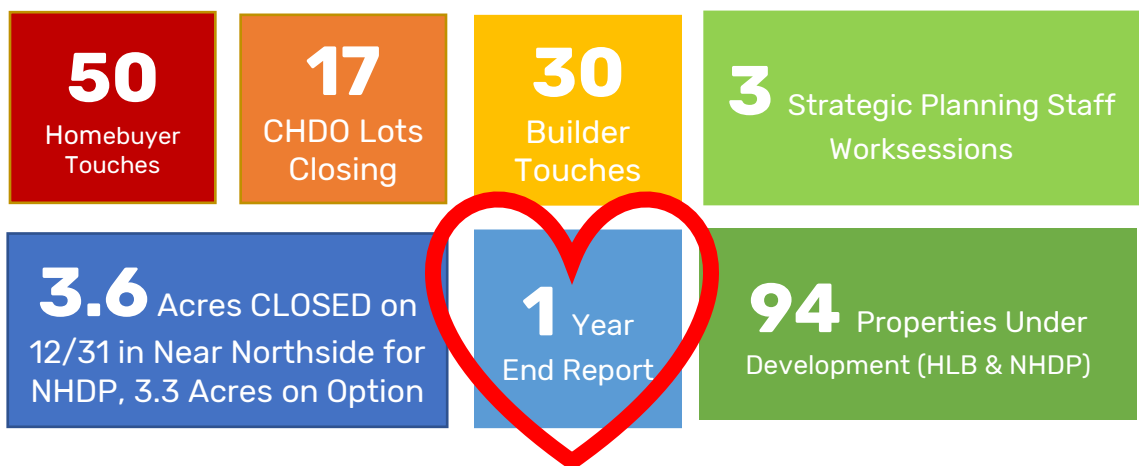 50
Homebuyer
Touches
17
CHDO Lots
Closing
30
Builder
Touches
3 Strategic Planning Staff
Worksessions
3.6 Acres CLOSED on
12/31 in Near Northside for
NHDP, 3.3 Acres on Option
1 Year
End Report
94 Properties Under
Development (HLB & NHDP)